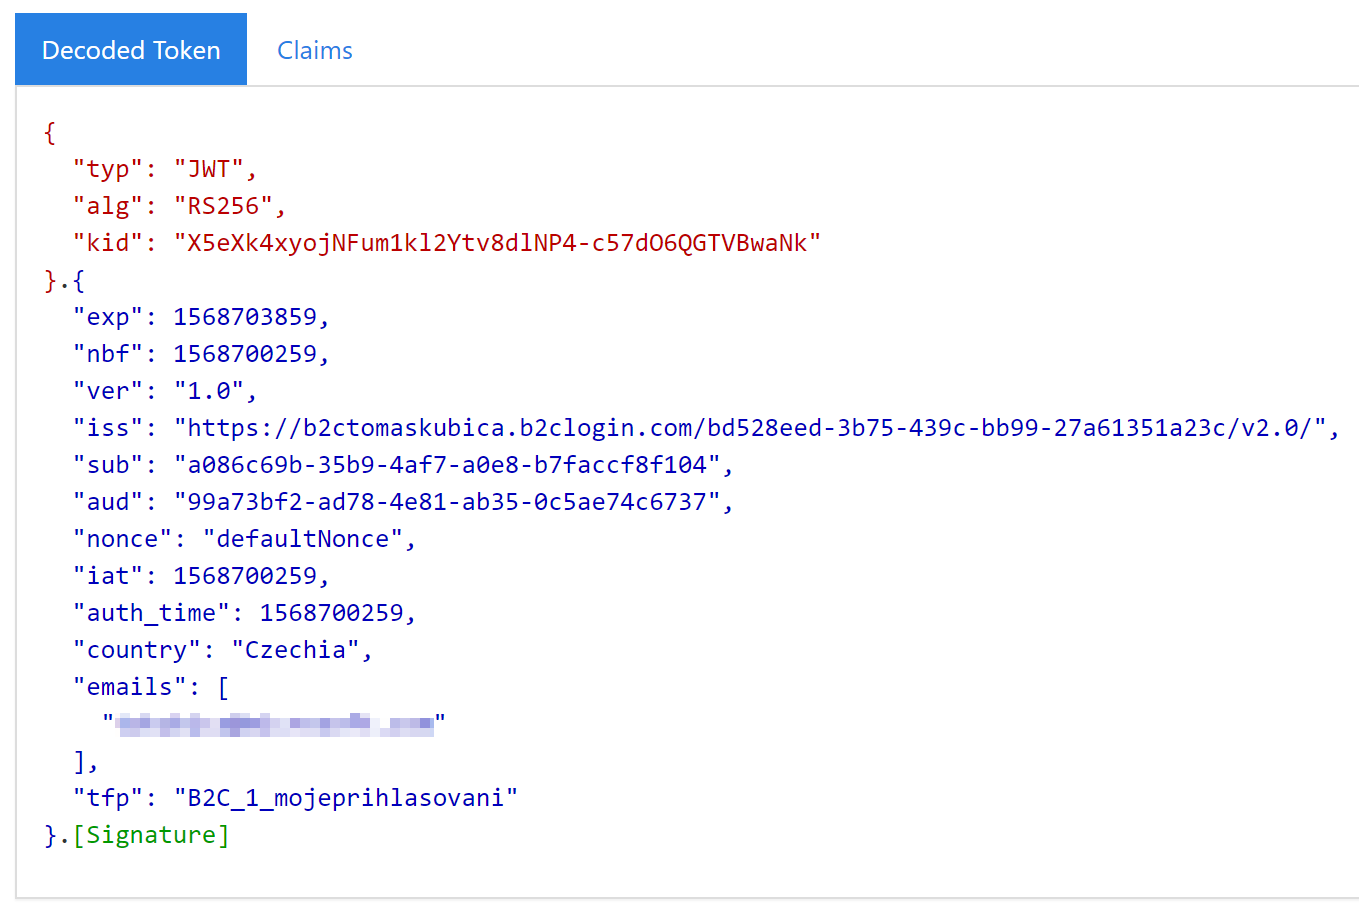 Decoded Token Claims
{
"typ": "JWT",
"alg": "RS256",
"kid": "X5eXk4xyojNFum1kl2Ytv8dlNP4-c57dO6QGTVBwaNk"
}.{
"exp": 1568703859,
"nbf": 1568700259,
"ver": "1.0",
"iss": "https://b2ctomaskubica.b2clogin.com/bd528eed-3b75-439c-bb99-27a61351a23c/v2.0/",
"sub": "a086c69b-35b9-4af7-a0e8-b7faccf8f104",
"aud": "99a73bf2-ad78-4e81-ab35-0c5ae74c6737",
"nonce": "defaultNonce",
"iat": 1568700259,
"auth_time": 1568700259,
"country": "Czechia",
"emails": [
" "
],
"tfp": "B2C_1_mojeprihlasovani"
}.[Signature]